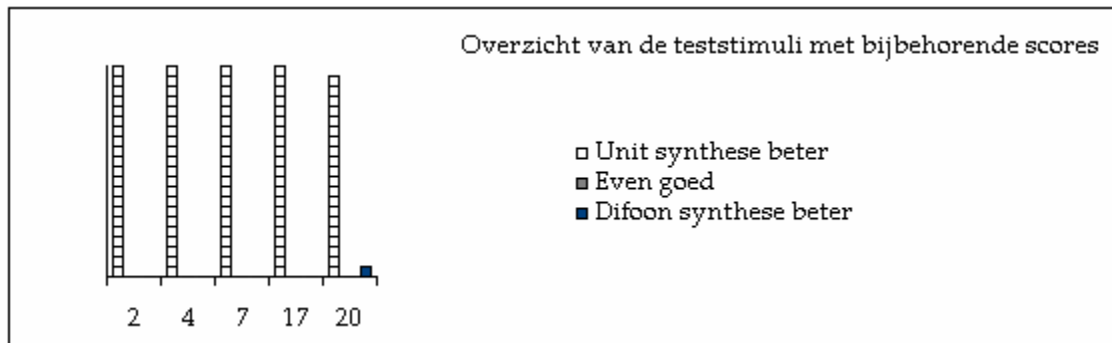 Overzicht van de teststimuli met bijbehorende scores
Unit synthese beter
Even goed
Difoon synthese beter
2 4 7 17 20